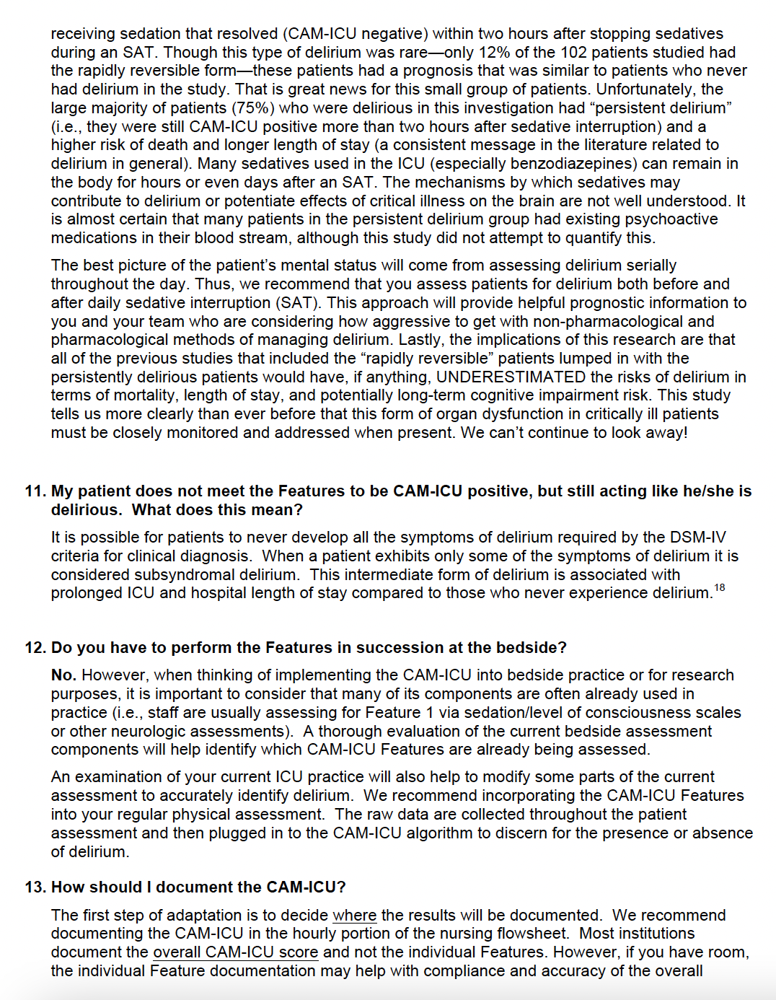 receiving sedation that resolved (CAM-ICU negative) within two hours after stopping sedatives
during an SAT. Though this type of delirium was rare—only 12% of the 102 patients studied had
the rapidly reversible form—these patients had a prognosis that was similar to patients who never
had delirium in the study. That is great news for this small group of patients. Unfortunately, the
large majority of patients (75%) who were delirious in this investigation had “persistent delirium”
(i.e., they were still CAM-ICU positive more than two hours after sedative interruption) and a
higher risk of death and longer length of stay (a consistent message in the literature related to
delirium in general). Many sedatives used in the ICU (especially benzodiazepines) can remain in
the body for hours or even days after an SAT. The mechanisms by which sedatives may
contribute to delirium or potentiate effects of critical illness on the brain are not well understood. It
is almost certain that many patients in the persistent delirium group had existing psychoactive
medications in their blood stream, although this study did not attempt to quantify this.
The best picture of the patient’s mental status will come from assessing delirium serially
throughout the day. Thus, we recommend that you assess patients for delirium both before and
after daily sedative interruption (SAT). This approach will provide helpful prognostic information to
you and your team who are considering how aggressive to get with non-pharmacological and
pharmacological methods of managing delirium. Lastly, the implications of this research are that
all of the previous studies that included the “rapidly reversible” patients lumped in with the
persistently delirious patients would have, if anything, UNDERESTIMATED the risks of delirium in
terms of mortality, length of stay, and potentially long-term cognitive impairment risk. This study
tells us more clearly than ever before that this form of organ dysfunction in critically ill patients
must be closely monitored and addressed when present. We can’t continue to look away!
11. My patient does not meet the Features to be CAM-ICU positive, but still acting like he/she is
delirious.  What does this mean?
It is possible for patients to never develop all the symptoms of delirium required by the DSM-IV
criteria for clinical diagnosis.  When a patient exhibits only some of the symptoms of delirium it is
considered subsyndromal delirium.  This intermediate form of delirium is associated with
prolonged ICU and hospital length of stay compared to those who never experience delirium.18
12. Do you have to perform the Features in succession at the bedside?
No. However, when thinking of implementing the CAM-ICU into bedside practice or for research
purposes, it is important to consider that many of its components are often already used in
practice (i.e., staff are usually assessing for Feature 1 via sedation/level of consciousness scales
or other neurologic assessments).  A thorough evaluation of the current bedside assessment
components will help identify which CAM-ICU Features are already being assessed.
An examination of your current ICU practice will also help to modify some parts of the current
assessment to accurately identify delirium.  We recommend incorporating the CAM-ICU Features
into your regular physical assessment.  The raw data are collected throughout the patient
assessment and then plugged in to the CAM-ICU algorithm to discern for the presence or absence
of delirium.
13. How should I document the CAM-ICU?
The first step of adaptation is to decide where the results will be documented.  We recommend
documenting the CAM-ICU in the hourly portion of the nursing flowsheet.  Most institutions
document the overall CAM-ICU score and not the individual Features. However, if you have room,
the individual Feature documentation may help with compliance and accuracy of the overall